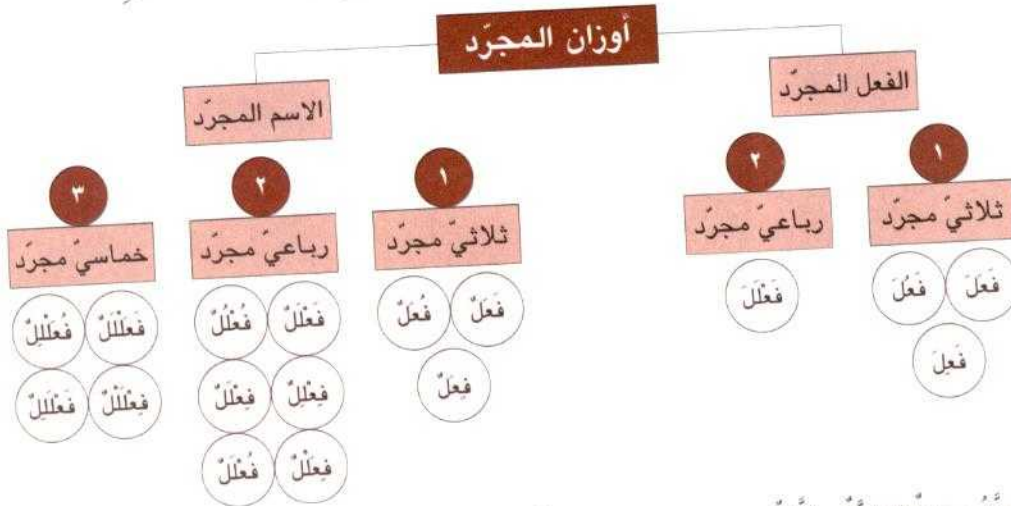 أوزان المجرّد
الفعل المجرّد
الاسم المجرّد
١
٢
ثلاثيّ مجرّد
رباعيّ مجرّد
فَعَلَ
فَعُلَ
فَعِلَ
فَعْلَلَ
١
٢
٣
ثلاثيّ مجرّد
رباعيّ مجرّد
خماسيّ مجرّد
فَعَلٌ
فُعَلٌ
فِعَلٌ
فَعْلَلٌ
فُعْلُلٌ
فِعْلِلٌ
فِعْلَلٌ
فِعَلْلٌ
فُعْلَلٌ
فَعَلْلَلٌ
فُعَلْلِلٌ
فِعْلَلْلٌ
فَعْلَلِلٌ